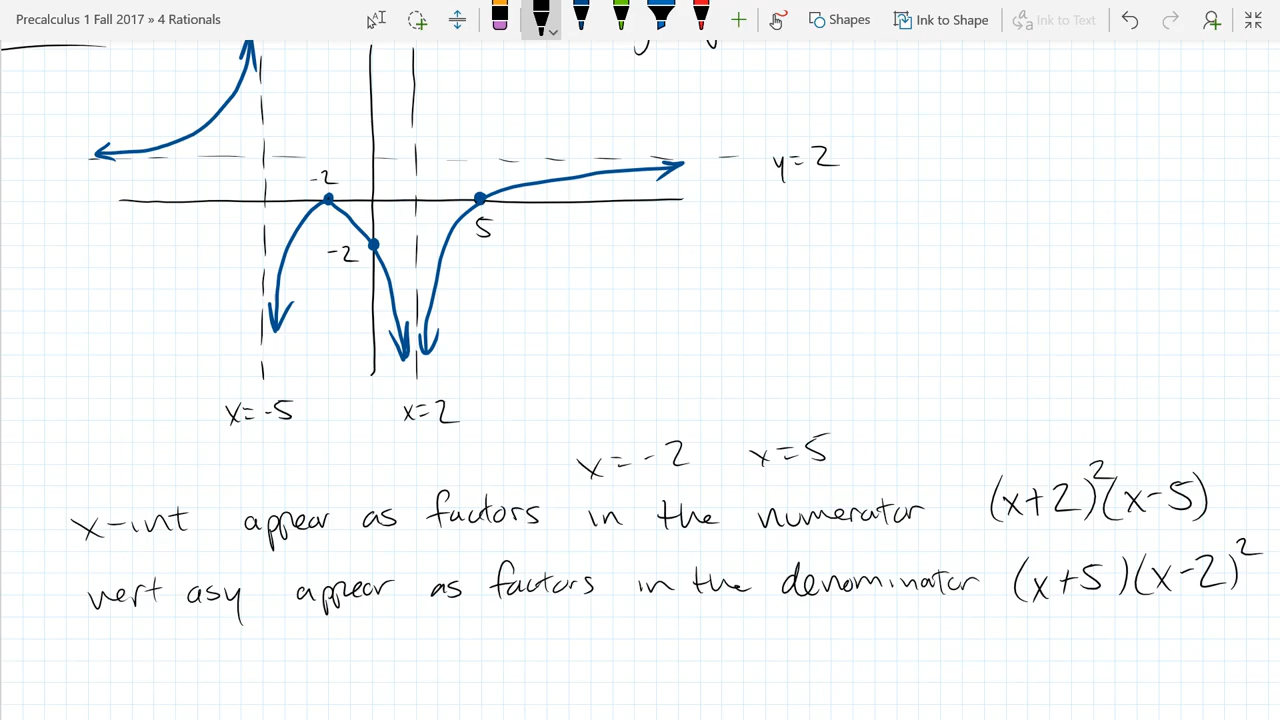 Precalculus 1 Fall 2017 » 4 Rationals
Shapes
Ink to Shape
Ink to Text
y=2
-2
5
-2
x=-5
x=2
x=-2 x=5
x-int appear as factors in the numerator (x+2)²(x-5)
vert asy appear as factors in the denominator (x+5)(x-2)²